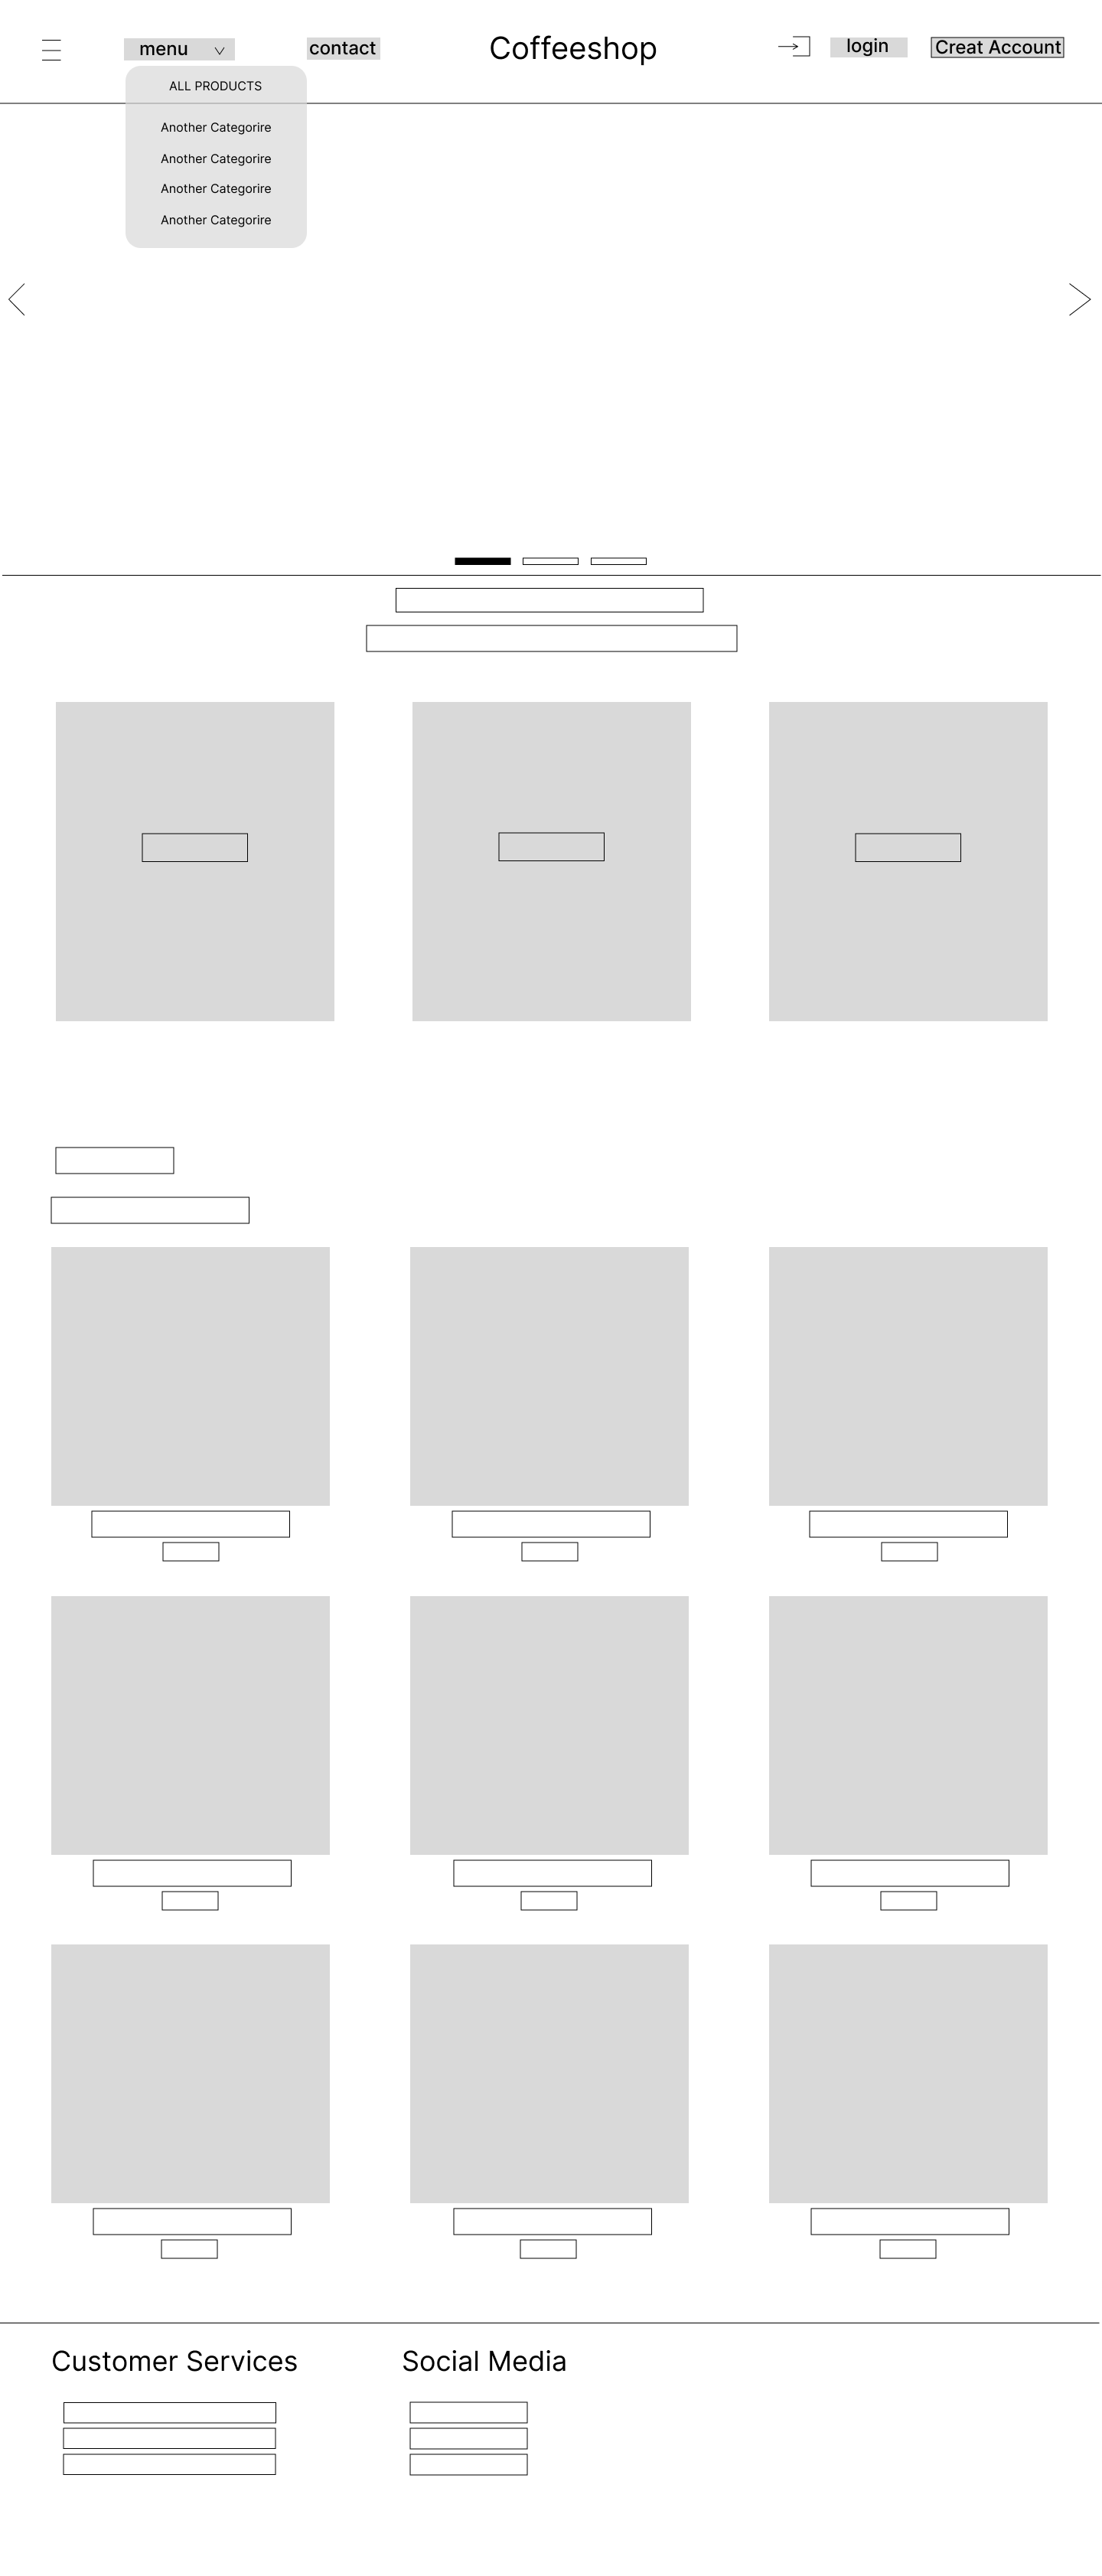 menu
contact
Coffeeshop
login
Creat Account
ALL PRODUCTS
Another Categorire
Another Categorire
Another Categorire
Another Categorire
Customer Services
Social Media